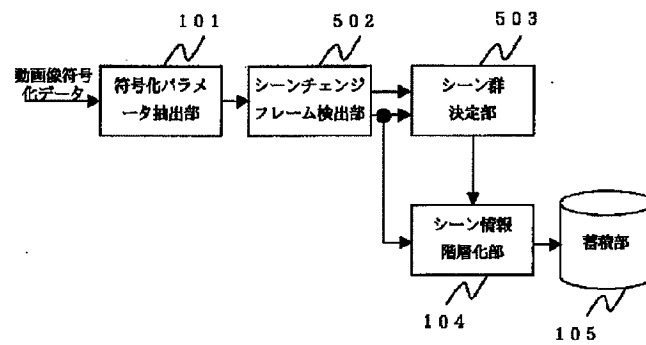 101
502
503
動画像符号
化データ
符号化パラメ
ータ抽出部
シーンチェンジ
フレーム検出部
シーン群
決定部
シーン情報
階層化部
蓄積部
104
105